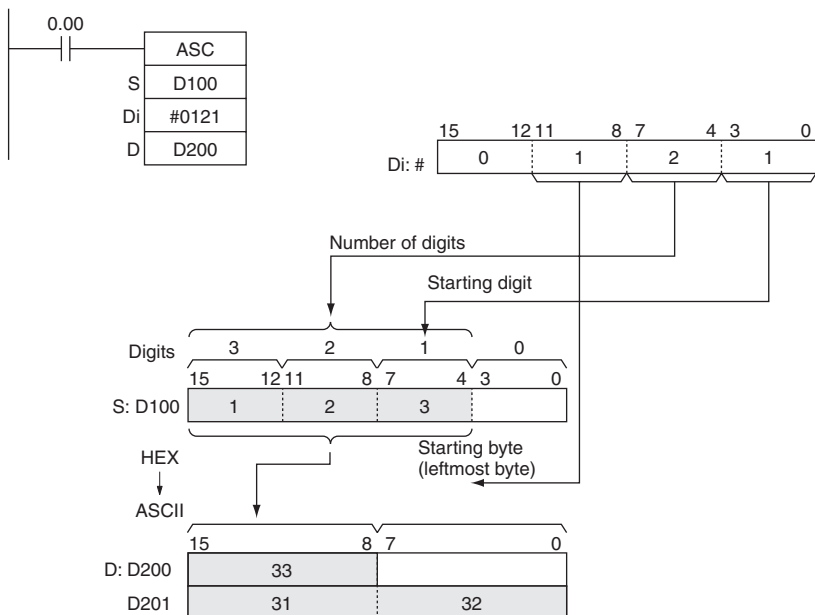 0.00
ASC
S D100
Di #0121
D D200
15 12 11 8 7 4 3 0
Di: # 0 1 2 1
Number of digits
Starting digit
Digits 3 2 1 0
15 12 11 8 7 4 3 0
S: D100 1 2 3
Starting byte
(leftmost byte)
HEX
ASCII
15 8 7 0
D: D200 33
D201 31 32